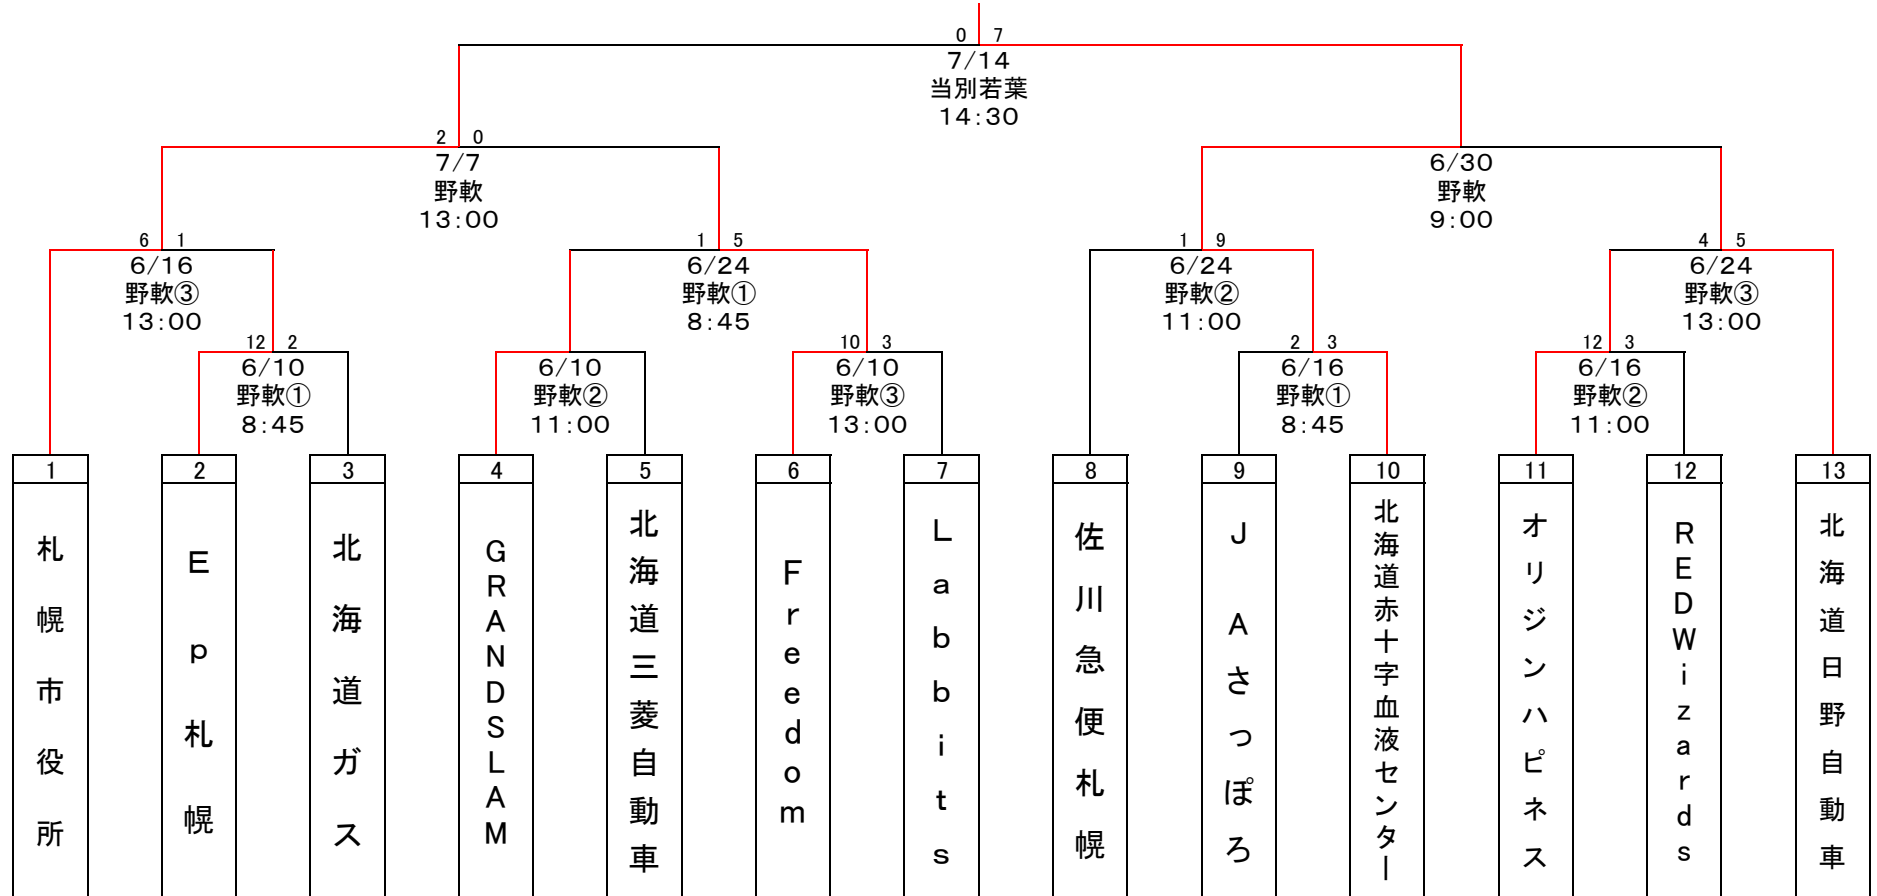 0 7
7/14
当別若葉
14:30
2 0
7/7
野軟
13:00
6/30
野軟
9:00
6 1
6/16
野軟③
13:00
1 5
6/24
野軟①
8:45
1 9
6/24
野軟②
11:00
4 5
6/24
野軟③
13:00
12 2
6/10
野軟①
8:45
6/10
野軟②
11:00
10 3
6/10
野軟③
13:00
2 3
6/16
野軟①
8:45
12 3
6/16
野軟②
11:00
1
札幌市役所
2
Ep札幌
3
北海道ガス
4
GRANDSLAM
5
北海道三菱自動車
6
Freedom
7
Labbits
8
佐川急便札幌
9
J Aさっぽろ
10
北海道赤十字血液センター
11
オリジンハピネス
12
REDWizards
13
北海道日野自動車